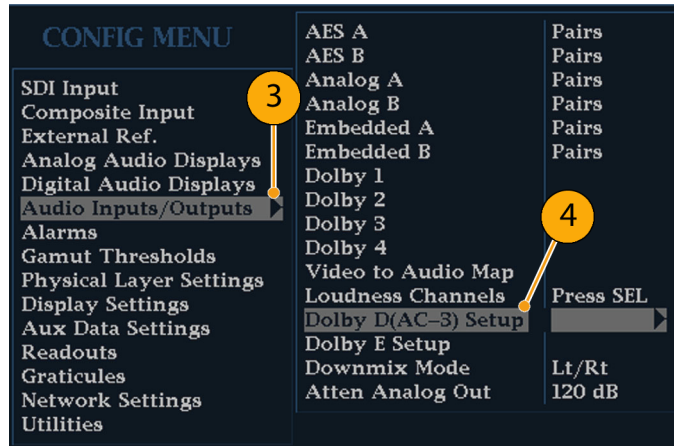 CONFIG MENU
SDI Input
Composite Input
External Ref.
Analog Audio Displays
Digital Audio Displays
Audio Inputs/Outputs
Alarms
Gamut Thresholds
Physical Layer Settings
Display Settings
Aux Data Settings
Readouts
Graticules
Network Settings
Utilities
3
AES A Pairs
AES B Pairs
Analog A Pairs
Analog B Pairs
Embedded A Pairs
Embedded B Pairs
Dolby 1
Dolby 2
Dolby 3
Dolby 4
Video to Audio Map
Loudness Channels Press SEL
Dolby D(AC-3) Setup
Dolby E Setup
Downmix Mode Lt/Rt
Atten Analog Out 120 dB
4